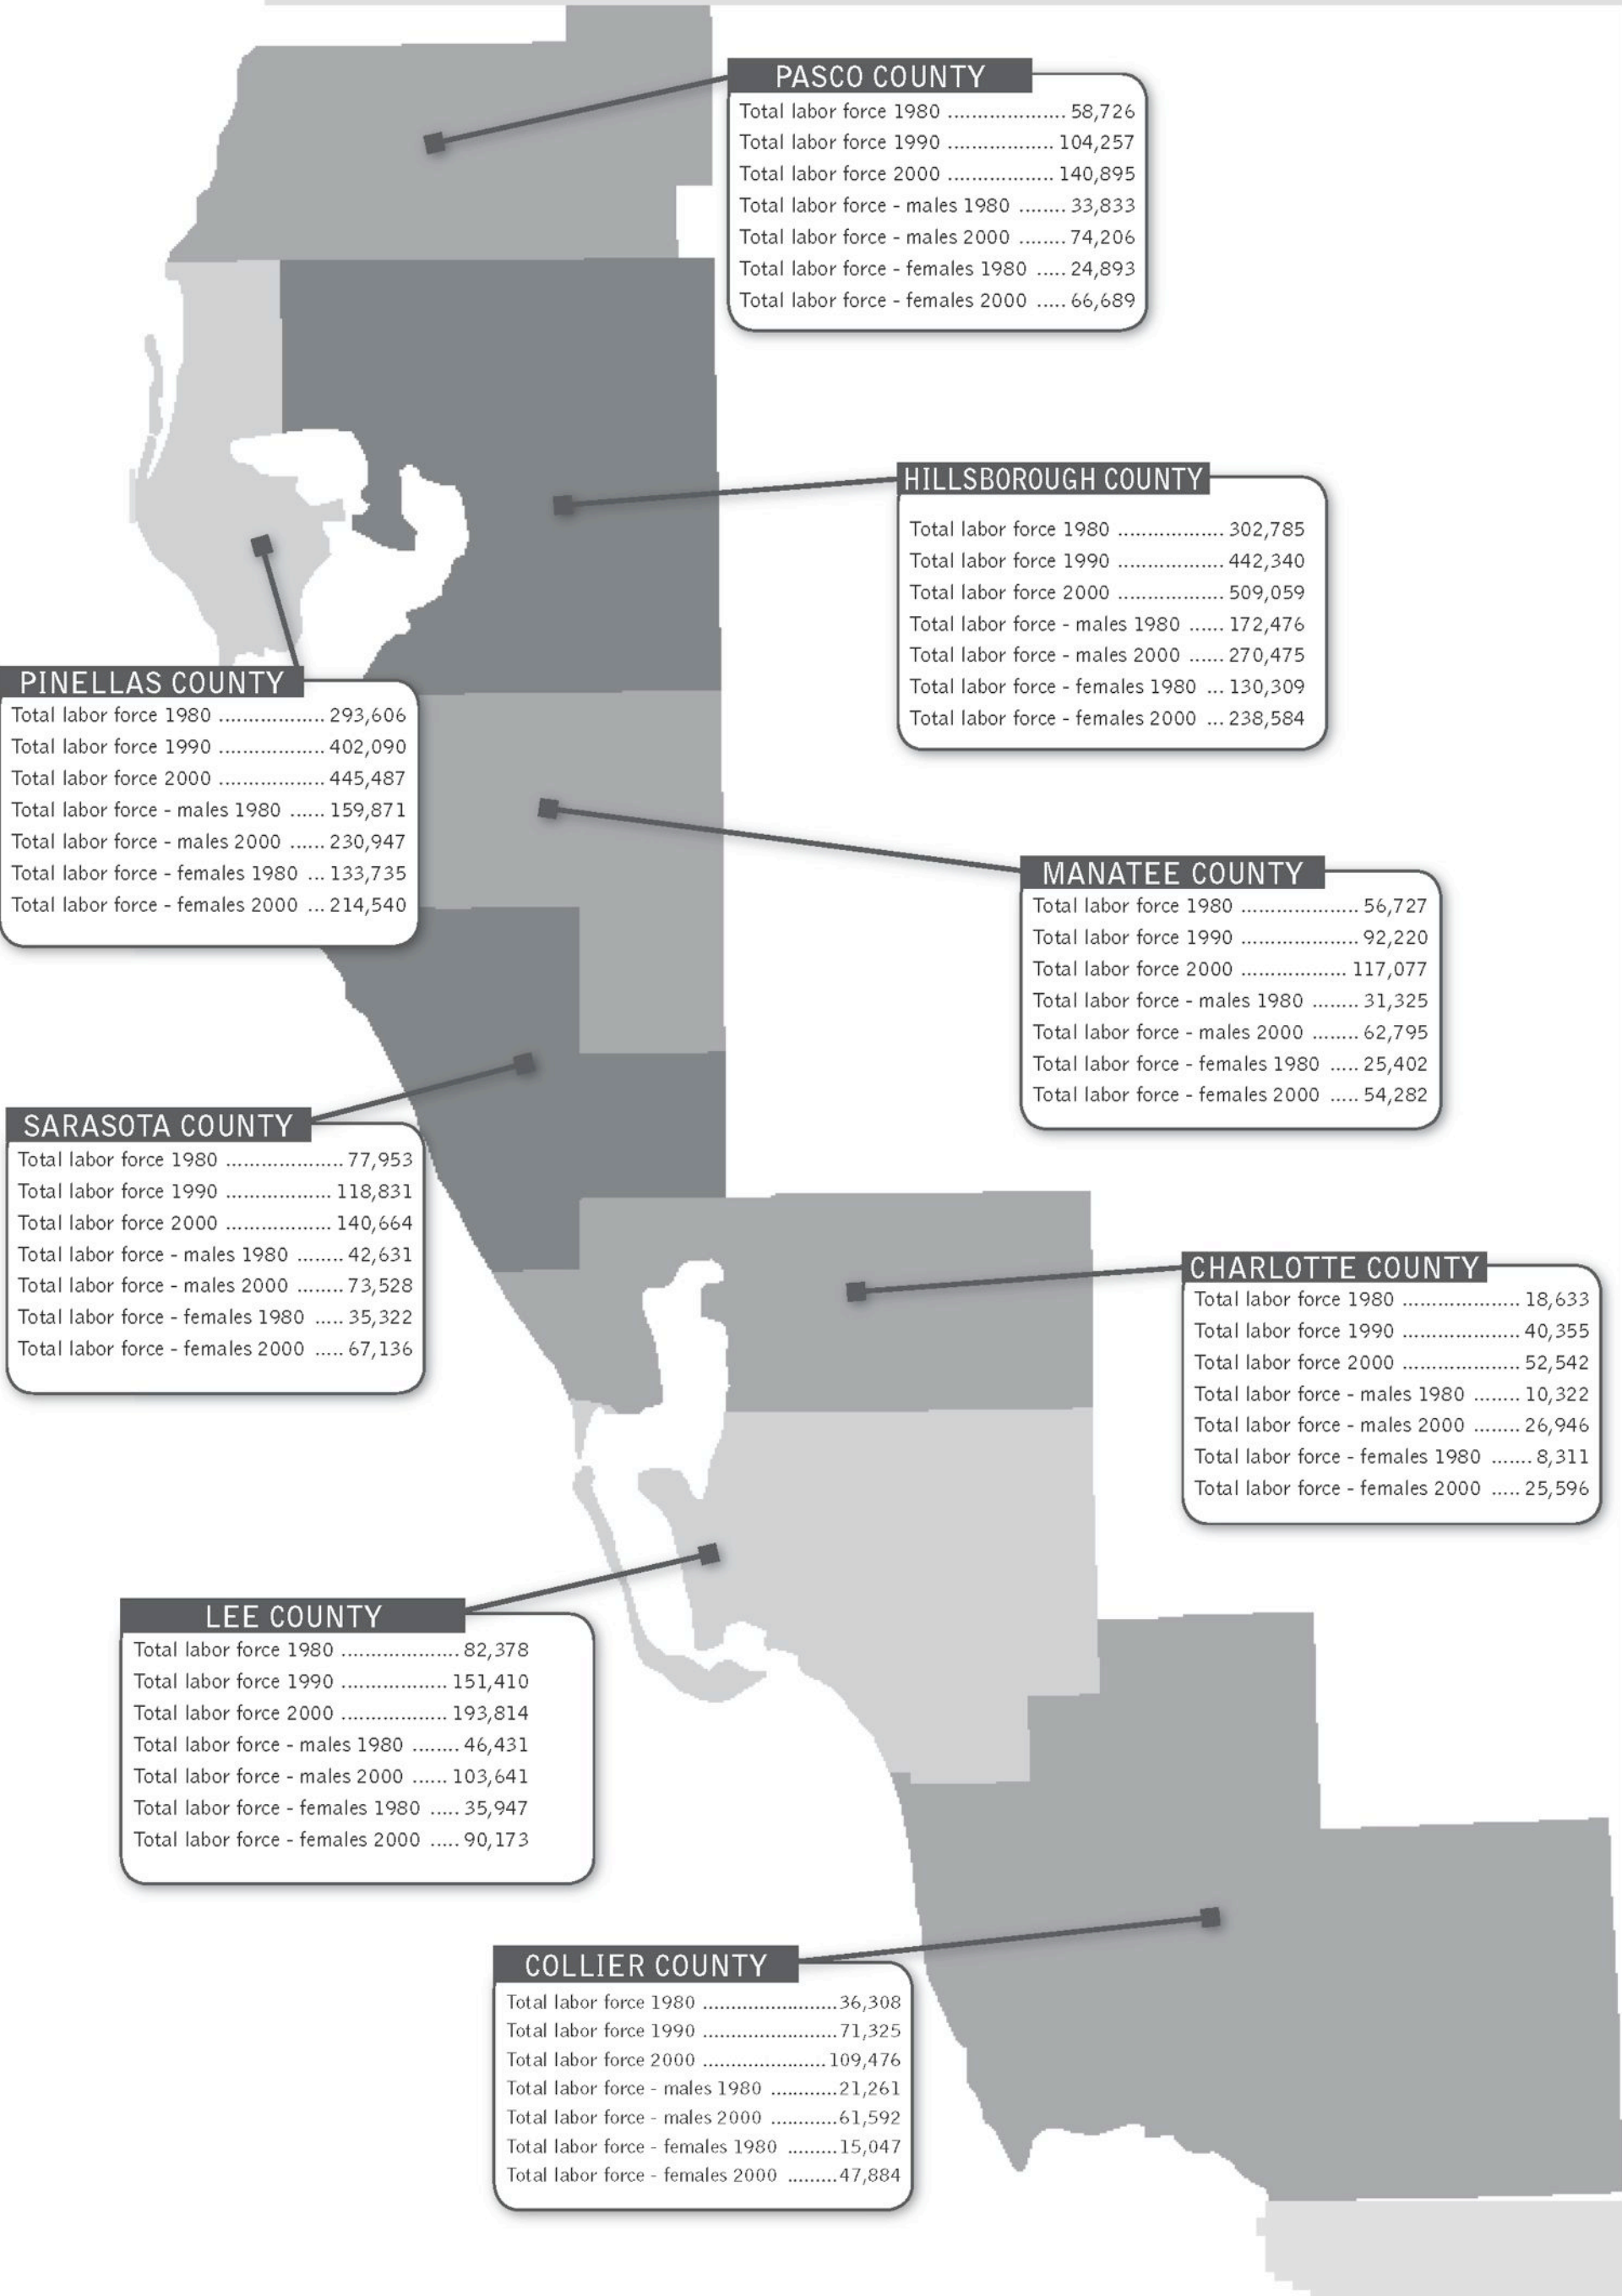 PASCO COUNTY
Total labor force 1980 .................... 58,726
Total labor force 1990 .................. 104,257
Total labor force 2000 .................. 140,895
Total labor force - males 1980 ........ 33,833
Total labor force - males 2000 ........ 74,206
Total labor force - females 1980 ..... 24,893
Total labor force - females 2000 ..... 66,689
HILLSBOROUGH COUNTY
Total labor force 1980 .................. 302,785
Total labor force 1990 .................. 442,340
Total labor force 2000 .................. 509,059
Total labor force - males 1980 ...... 172,476
Total labor force - males 2000 ...... 270,475
Total labor force - females 1980 ... 130,309
Total labor force - females 2000 ... 238,584
PINELLAS COUNTY
Total labor force 1980 .................. 293,606
Total labor force 1990 .................. 402,090
Total labor force 2000 .................. 445,487
Total labor force - males 1980 ...... 159,871
Total labor force - males 2000 ...... 230,947
Total labor force - females 1980 ... 133,735
Total labor force - females 2000 ... 214,540
MANATEE COUNTY
Total labor force 1980 .................... 56,727
Total labor force 1990 .................... 92,220
Total labor force 2000 .................. 117,077
Total labor force - males 1980 ........ 31,325
Total labor force - males 2000 ........ 62,795
Total labor force - females 1980 ..... 25,402
Total labor force - females 2000 ..... 54,282
SARASOTA COUNTY
Total labor force 1980 .................... 77,953
Total labor force 1990 .................. 118,831
Total labor force 2000 .................. 140,664
Total labor force - males 1980 ........ 42,631
Total labor force - males 2000 ........ 73,528
Total labor force - females 1980 ..... 35,322
Total labor force - females 2000 ..... 67,136
CHARLOTTE COUNTY
Total labor force 1980 .................... 18,633
Total labor force 1990 .................... 40,355
Total labor force 2000 .................... 52,542
Total labor force - males 1980 ........ 10,322
Total labor force - males 2000 ........ 26,946
Total labor force - females 1980 ....... 8,311
Total labor force - females 2000 ..... 25,596
LEE COUNTY
Total labor force 1980 .................... 82,378
Total labor force 1990 .................. 151,410
Total labor force 2000 .................. 193,814
Total labor force - males 1980 ........ 46,431
Total labor force - males 2000 ...... 103,641
Total labor force - females 1980 ..... 35,947
Total labor force - females 2000 ..... 90,173
COLLIER COUNTY
Total labor force 1980 ........................36,308
Total labor force 1990 ........................71,325
Total labor force 2000 ......................109,476
Total labor force - males 1980 ............21,261
Total labor force - males 2000 ............61,592
Total labor force - females 1980 .........15,047
Total labor force - females 2000 .........47,884